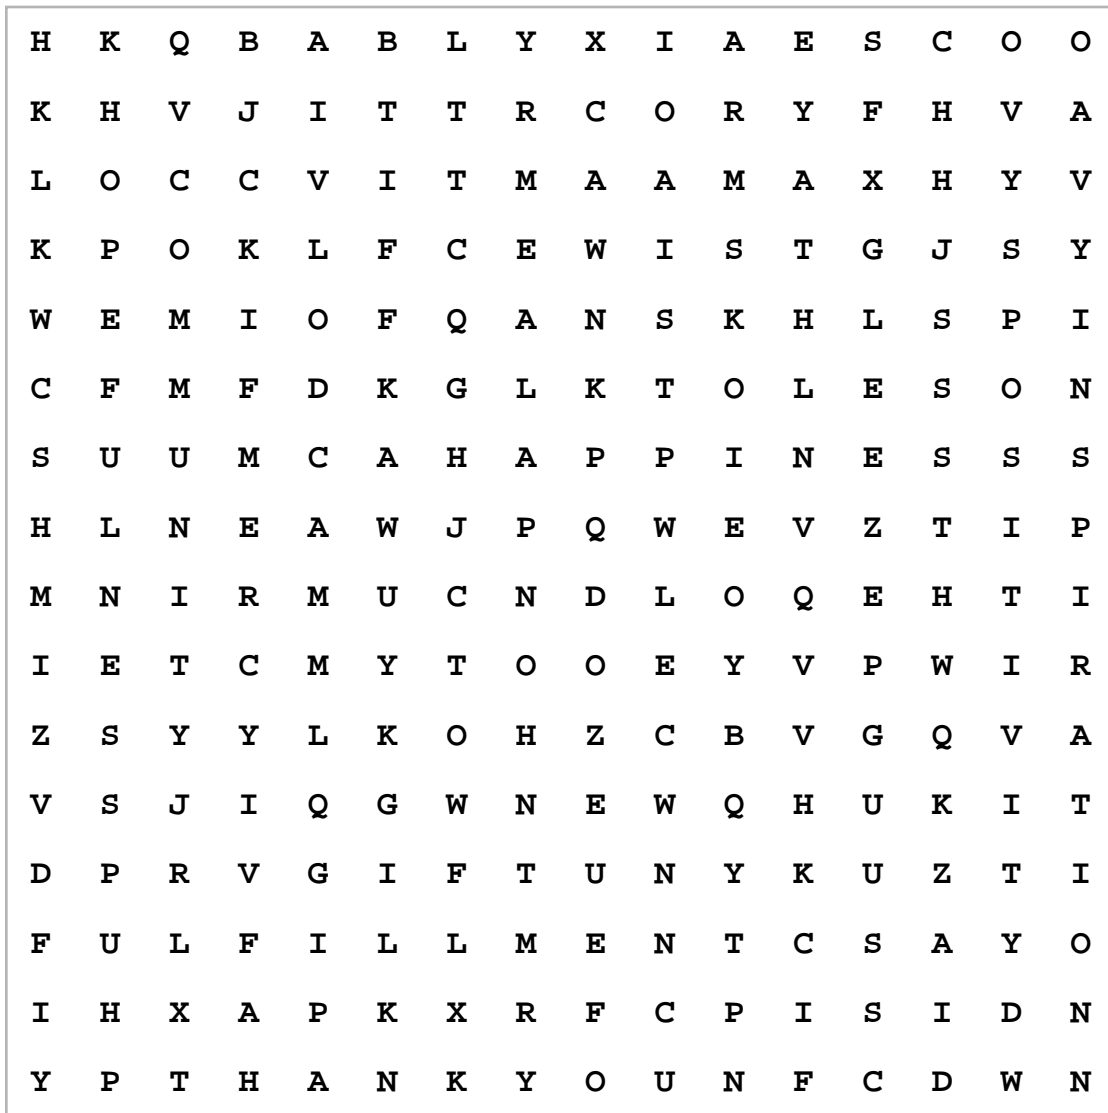 H K Q B A B L Y X I A E S C O O
K H V J I T T R C O R Y F H V A
L O C C V I T M A A M A X H Y V
K P O K L F C E W I S T G J S Y
W E M I O F Q A N S K H L S P I
C F M F D K G L K T O L E S O N
S U U M C A H A P P I N E S S S
H L N E A W J P Q W E V Z T I P
M N I R M U C N D L O Q E H T I
I E T C M Y T O O E Y V P W I R
Z S Y Y L K O H Z C B V G Q V A
V S J I Q G W N E W Q H U K I T
D P R V G I F T U N Y K U Z T I
F U L F I L L M E N T C S A Y O
I H X A P K X R F C P I S I D N
Y P T H A N K Y O U N F C D W N